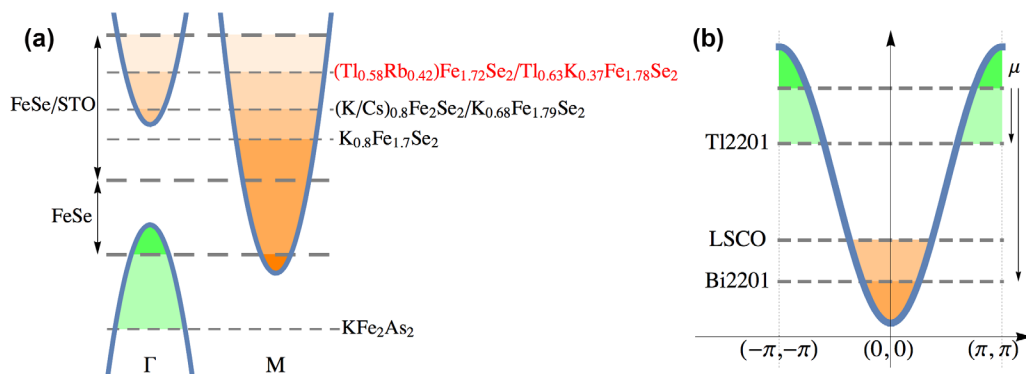 (a)
FeSe/STO
FeSe
(Tl₀.₅₈Rb₀.₄₂)Fe₁.₇₂Se₂/Tl₀.₆₃K₀.₃₇Fe₁.₇₈Se₂
(K/Cs)₀.₈Fe₂Se₂/K₀.₆₈Fe₁.₇₉Se₂
K₀.₈Fe₁.₇Se₂
KFe₂As₂
Γ
M
(b)
μ
Tl2201
LSCO
Bi2201
(-π,-π)
(0, 0)
(π, π)